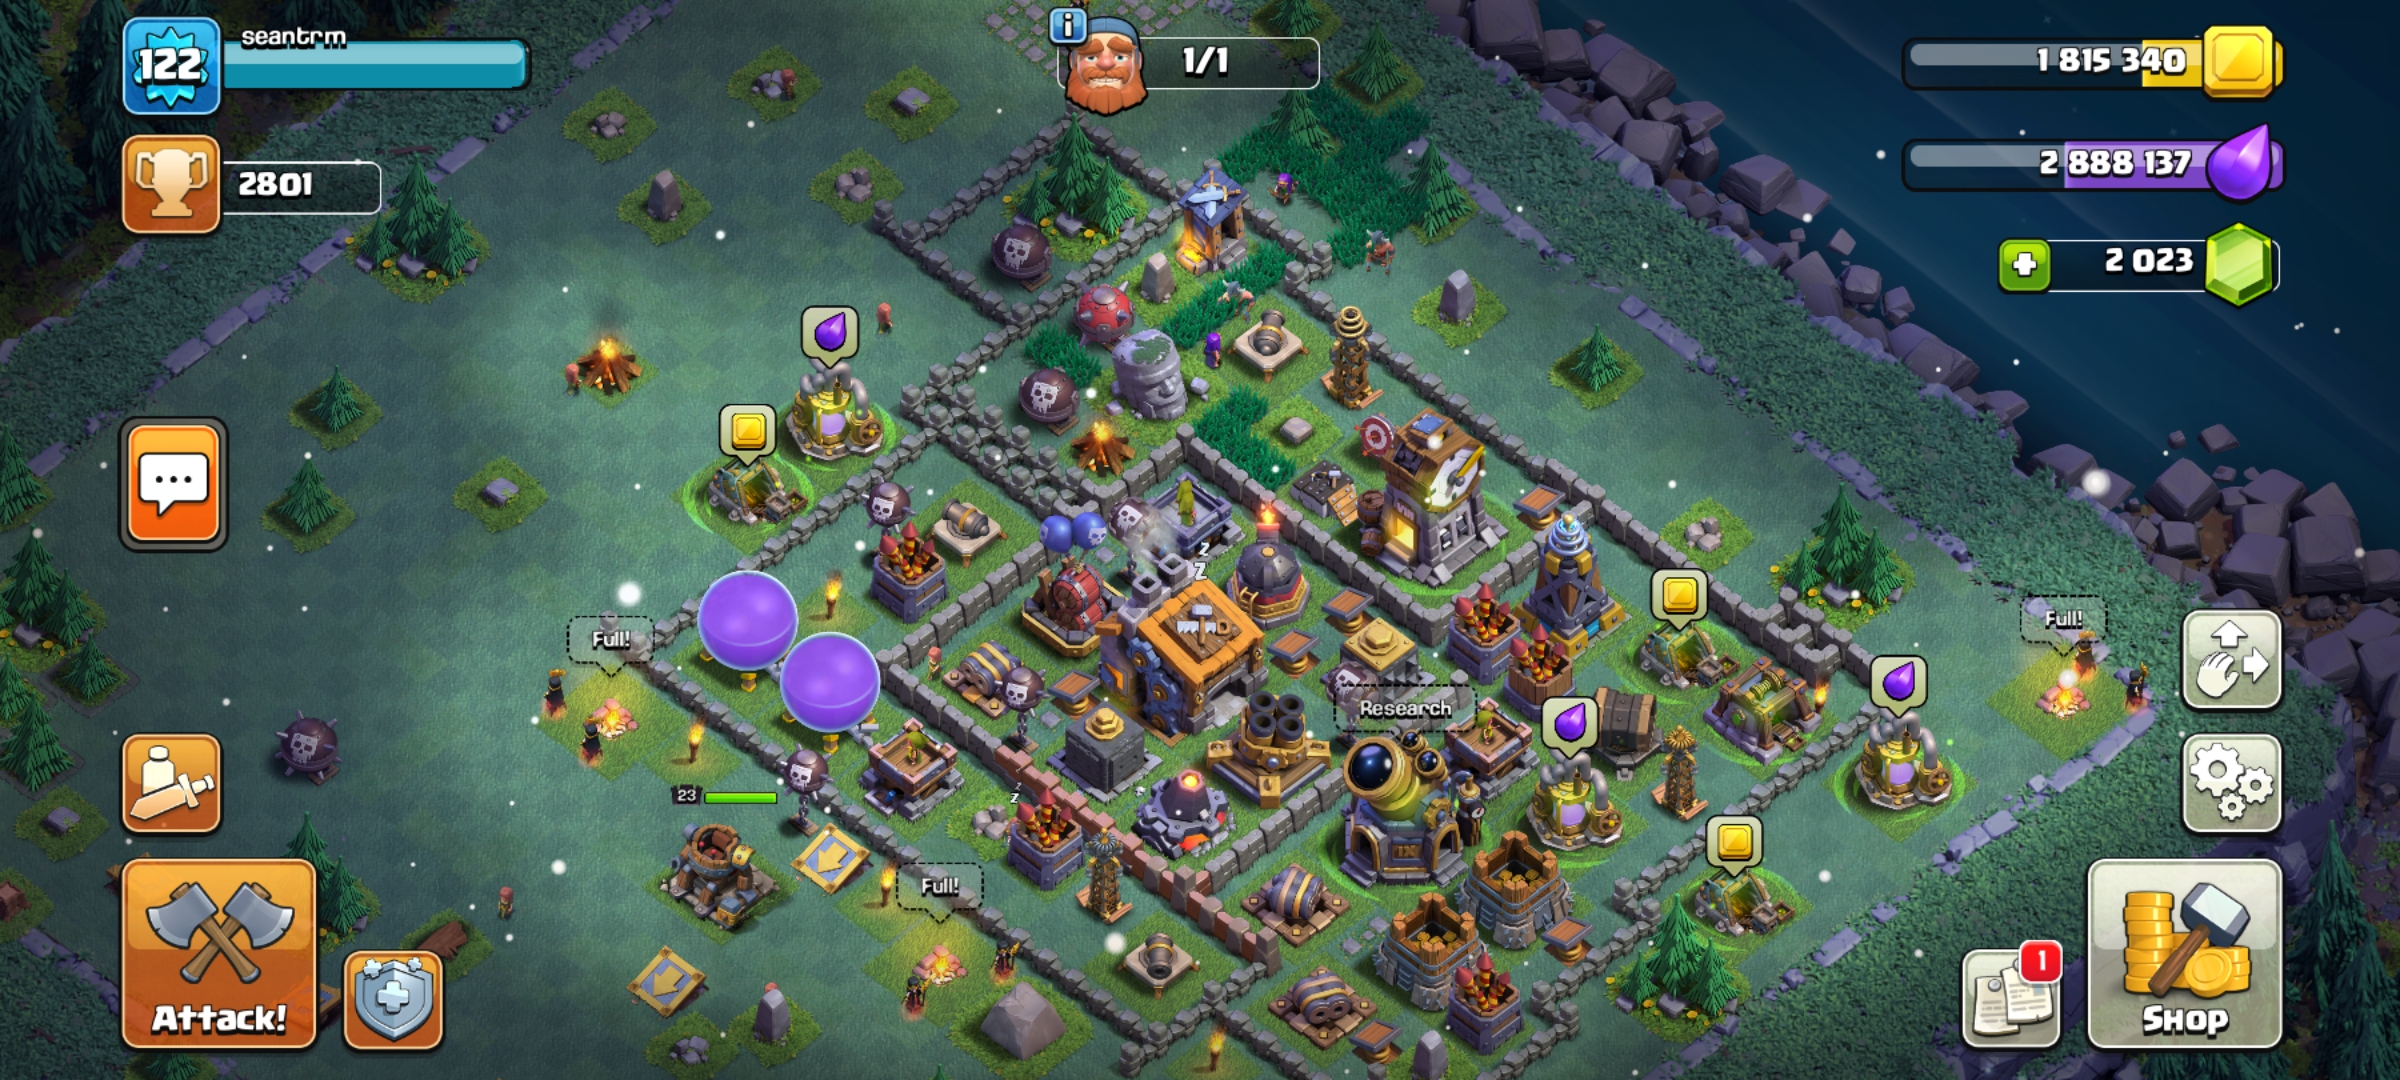 122
seantrm
1/1
1 815 340
2801
2 888 137
2 023
Full!
Full!
Research
23
Full!
IX
1
Attack!
Shop